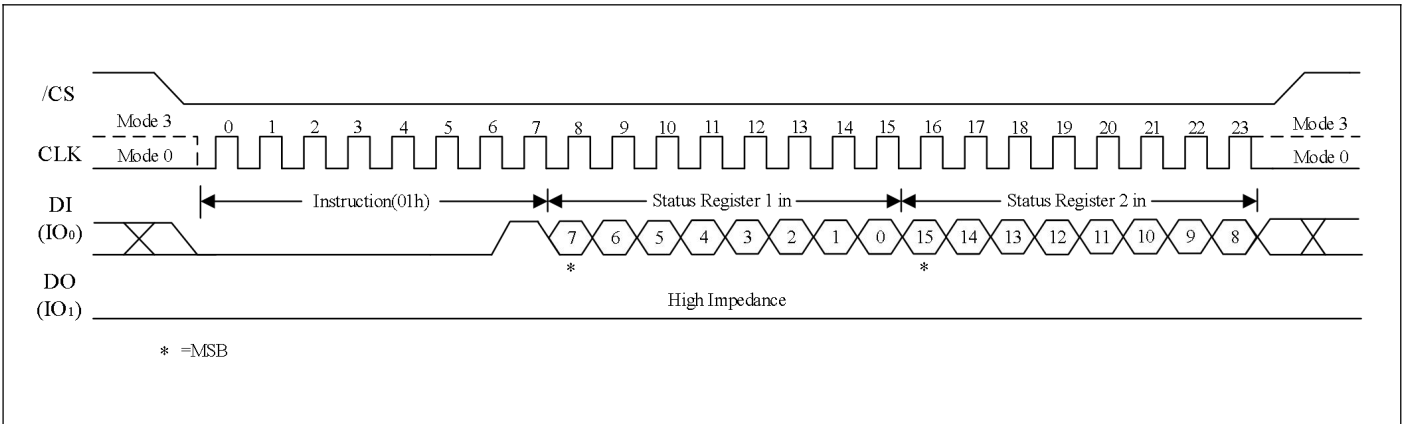 /CS
Mode 3
0 1 2 3 4 5 6 7 8 9 10 11 12 13 14 15 16 17 18 19 20 21 22 23
Mode 3
CLK
Mode 0
Mode 0
DI
(IO₀)
Instruction(01h)
Status Register 1 in
Status Register 2 in
7 6 5 4 3 2 1 0 15 14 13 12 11 10 9 8
* *
DO
(IO₁)
High Impedance
* =MSB